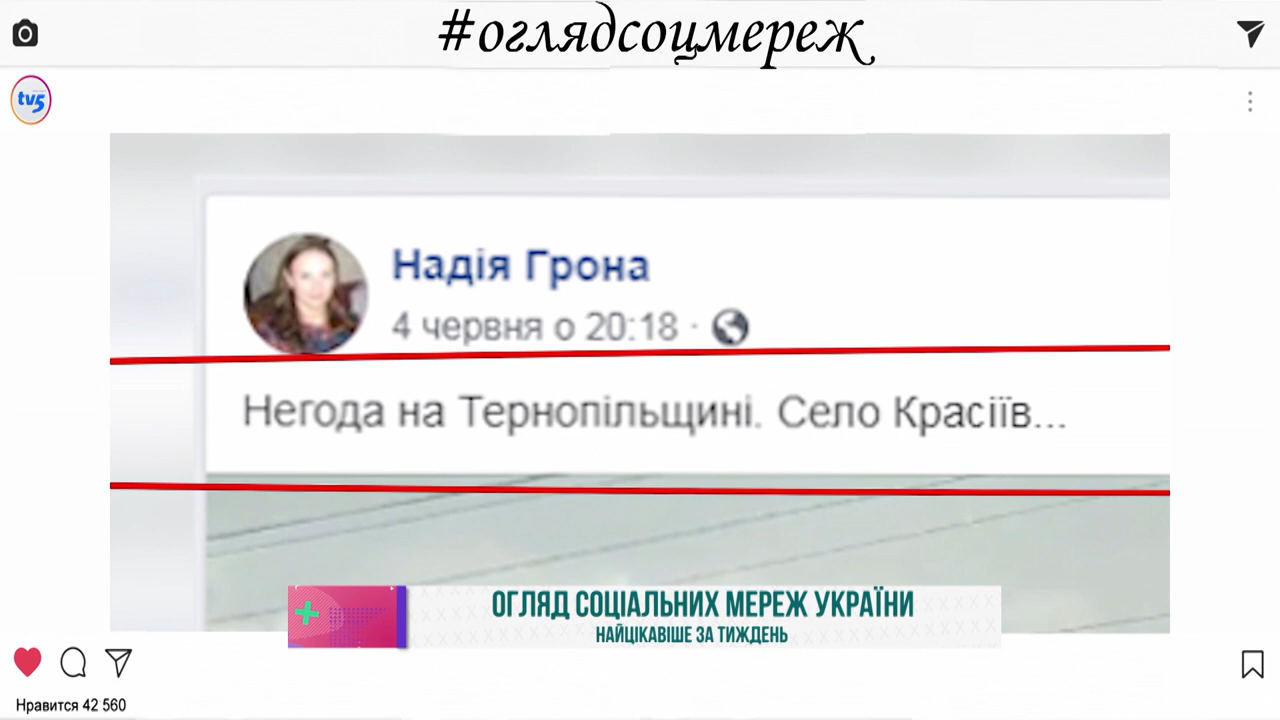 #оглядсоцмереж
tv5
Надія Грона
4 червня о 20:18 ·
Негода на Тернопільщині. Село Красіїв...
ОГЛЯД СОЦІАЛЬНИХ МЕРЕЖ УКРАЇНИ
НАЙЦІКАВІШЕ ЗА ТИЖДЕНЬ
Нравится 42 560